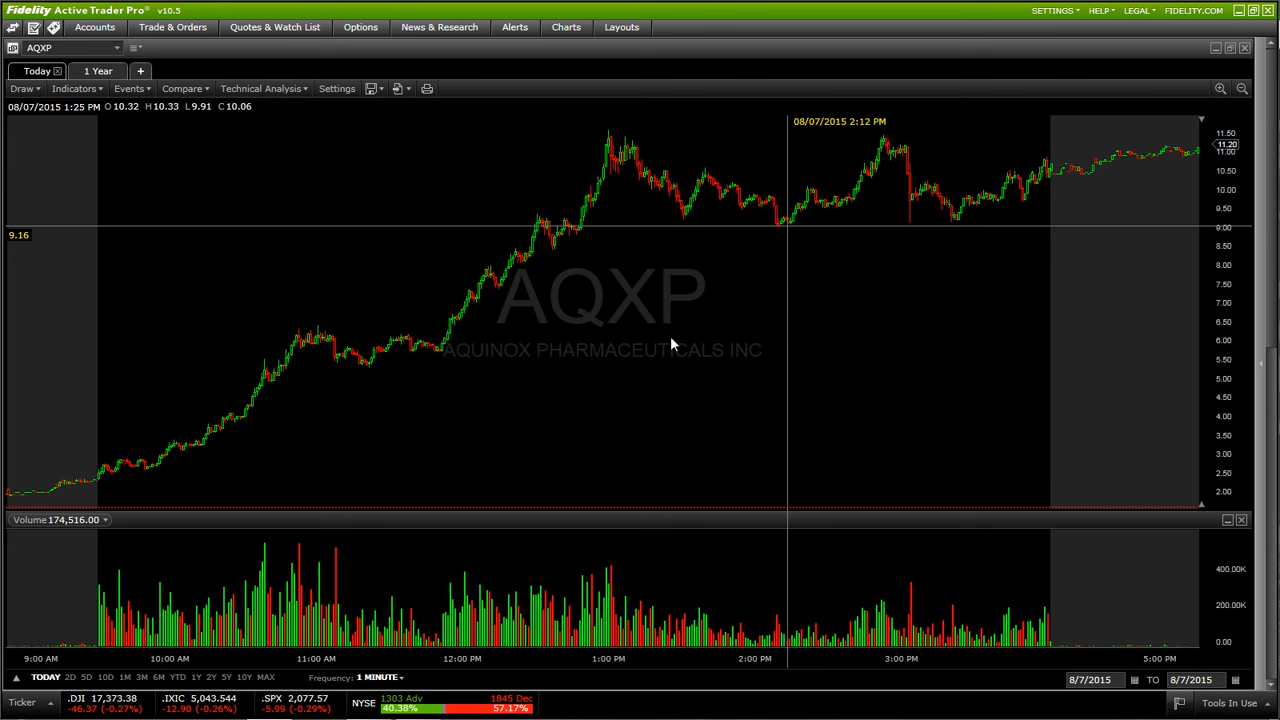 Fidelity Active Trader Pro® v10.5 SETTINGS HELP LEGAL FIDELITY.COM
Accounts Trade & Orders Quotes & Watch List Options News & Research Alerts Charts Layouts
AQXP
Today 1 Year +
Draw Indicators Events Compare Technical Analysis Settings
08/07/2015 1:25 PM O 10.32 H 10.33 L 9.91 C 10.06
08/07/2015 2:12 PM
11.50
11.20
11.00
10.50
10.00
9.50
9.00
9.16
8.50
8.00
7.50
7.00
6.50
6.00
5.50
5.00
4.50
4.00
3.50
3.00
2.50
2.00
AQXP
AQUINOX PHARMACEUTICALS INC
Volume 174,516.00
400.00K
200.00K
0.00
9:00 AM 10:00 AM 11:00 AM 12:00 PM 1:00 PM 2:00 PM 3:00 PM 5:00 PM
TODAY 2D 5D 10D 1M 3M 6M YTD 1Y 2Y 5Y 10Y MAX Frequency: 1 MINUTE 8/7/2015 TO 8/7/2015
Ticker .DJI 17,373.38 .IXIC 5,043.544 .SPX 2,077.57 NYSE 1303 Adv 1845 Dec Tools In Use
-46.37 (-0.27%) -12.90 (-0.26%) -5.99 (-0.29%) 40.38% 57.17%